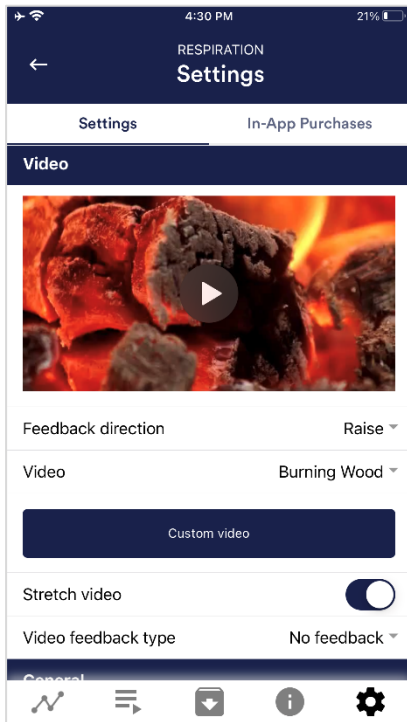 4:30 PM
21%
RESPIRATION
Settings
Settings In-App Purchases
Video
Feedback direction Raise
Video Burning Wood
Custom video
Stretch video
Video feedback type No feedback
General